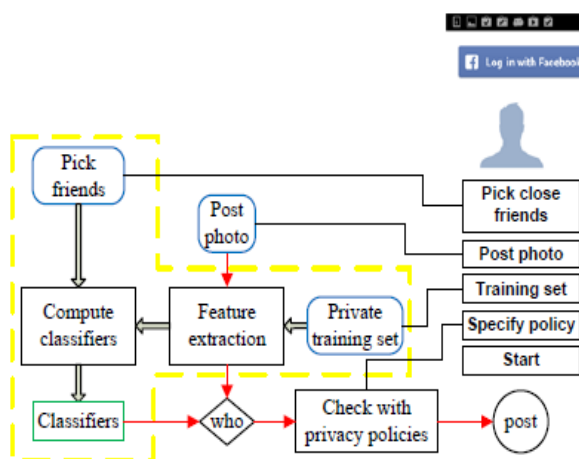 Log in with Facebook
Pick
friends
Post
photo
Pick close
friends
Post photo
Compute
classifiers
Feature
extraction
Private
training set
Training set
Specify policy
Start
Classifiers
who
Check with
privacy policies
post